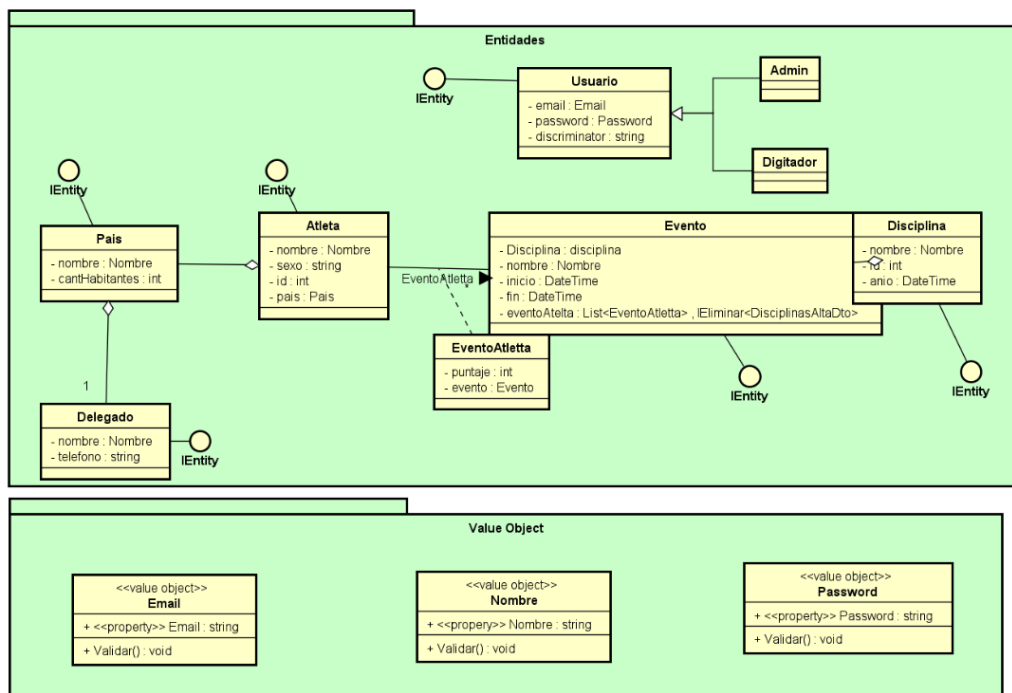 Entidades
IEntity
Usuario
- email : Email
- password : Password
- discriminator : string
Admin
Digitador
IEntity
Pais
- nombre : Nombre
- cantHabitantes : int
IEntity
Atleta
- nombre : Nombre
- sexo : string
- id : int
- pais : Pais
EventoAtletta
Evento
- Disciplina : disciplina
- nombre : Nombre
- inicio : DateTime
- fin : DateTime
- eventoAtelta : List<EventoAtletta> , IEliminar<DisciplinasAltaDto>
Disciplina
- nombre : Nombre
- id : int
- anio : DateTime
EventoAtletta
- puntaje : int
- evento : Evento
IEntity
IEntity
1
Delegado
- nombre : Nombre
- telefono : string
IEntity
Value Object
<<value object>>
Email
+ <<property>> Email : string
+ Validar() : void
<<value object>>
Nombre
+ <<propery>> Nombre : string
+ Validar() : void
<<value object>>
Password
+ <<property>> Password : string
+ Validar() : void